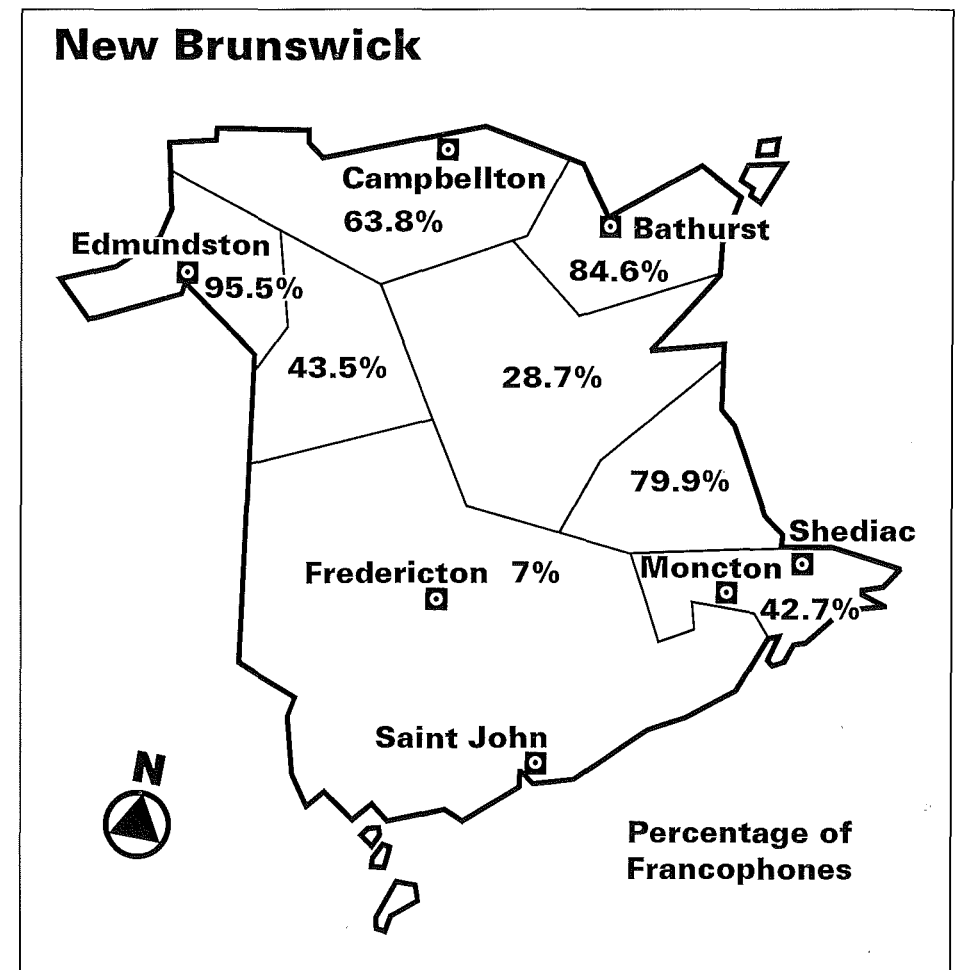 New Brunswick
Campbellton
63.8%
Bathurst
84.6%
Edmundston
95.5%
43.5%
28.7%
79.9%
Shediac
Moncton
42.7%
Fredericton 7%
Saint John
N
Percentage of
Francophones